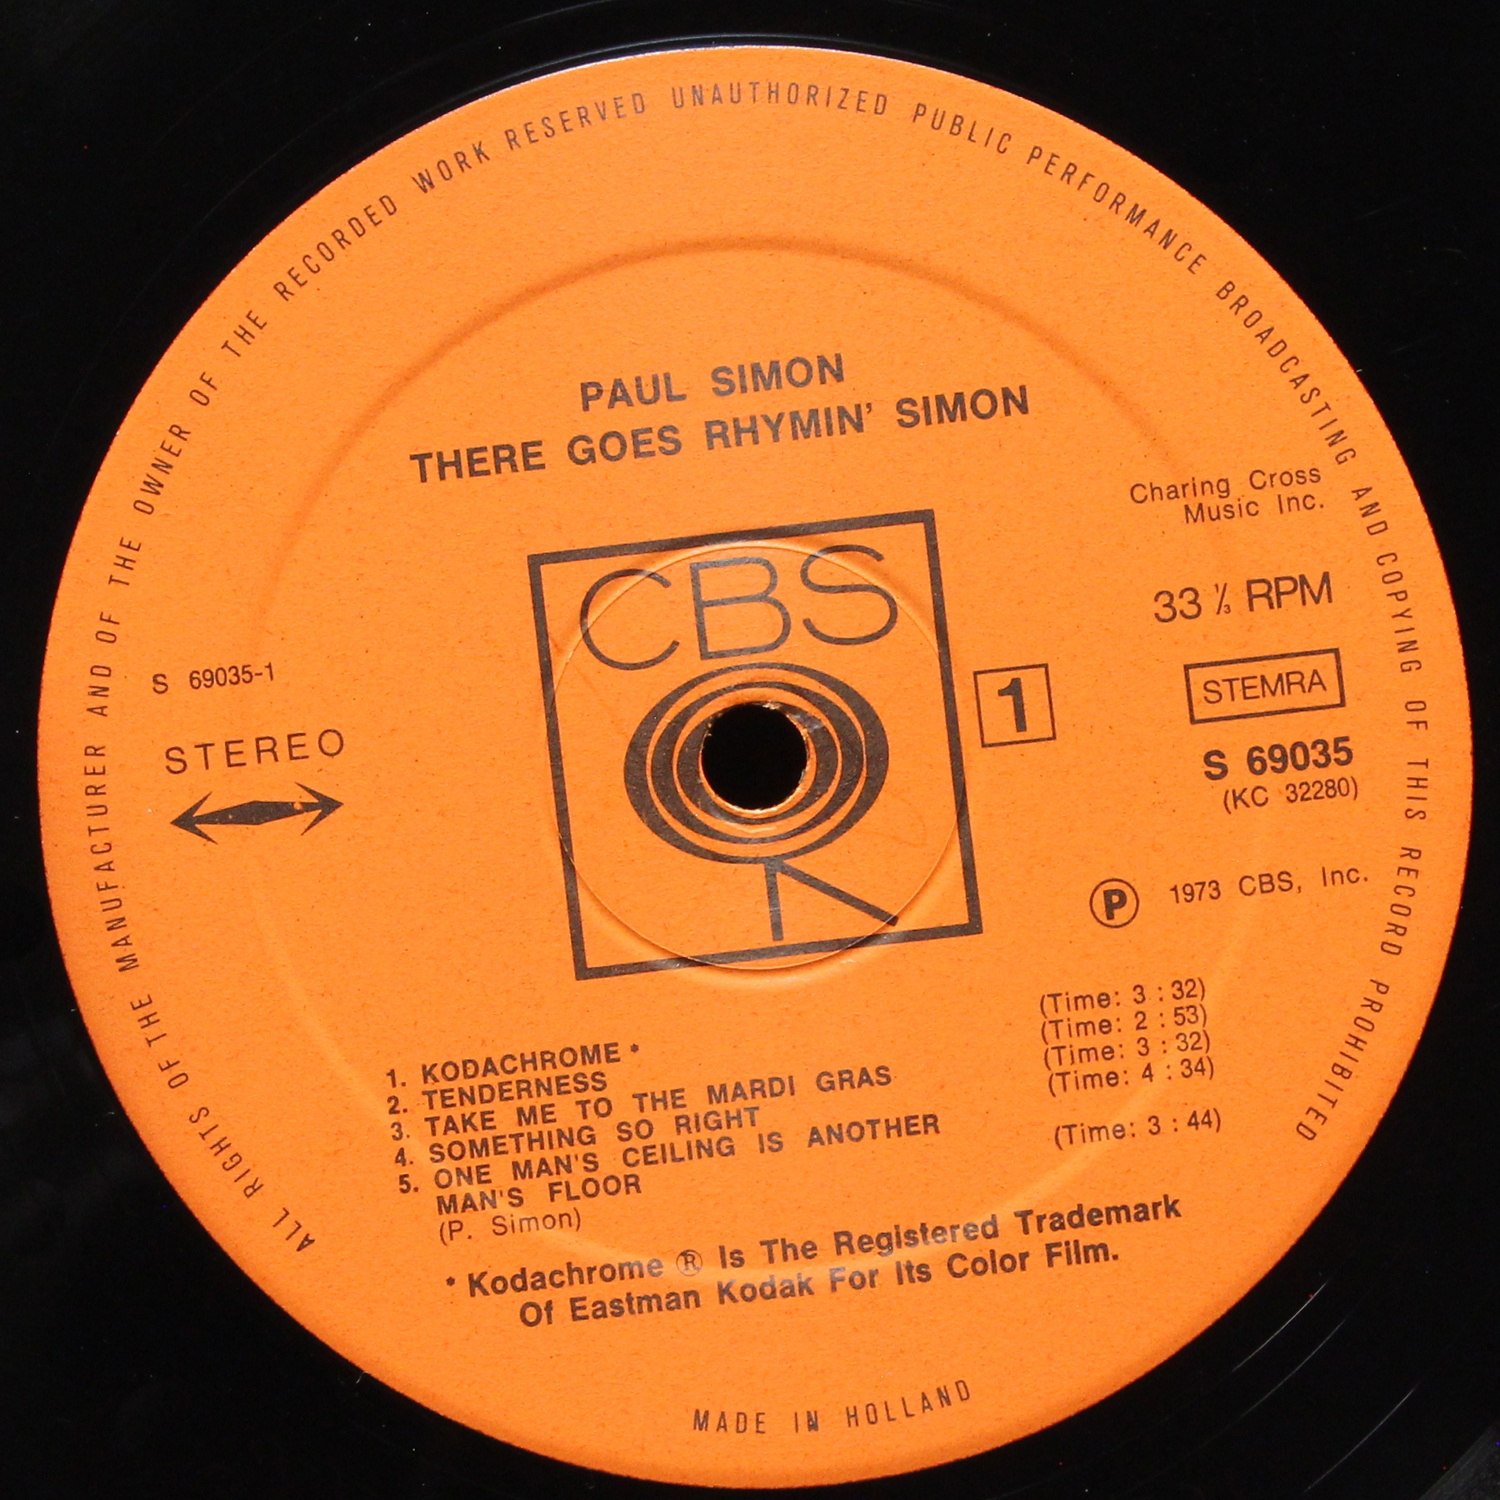 ALL RIGHTS OF THE MANUFACTURER AND OF THE OWNER OF THE RECORDED WORK RESERVED UNAUTHORIZED PUBLIC PERFORMANCE BROADCASTING AND COPYING OF THIS RECORD PROHIBITED
PAUL SIMON
THERE GOES RHYMIN' SIMON
Charing Cross
Music Inc.
CBS
33 ⅓ RPM
S 69035-1
STEREO
1
STEMRA
S 69035
(KC 32280)
Ⓟ 1973 CBS, Inc.
1. KODACHROME * (Time: 3 : 32)
2. TENDERNESS (Time: 2 : 53)
3. TAKE ME TO THE MARDI GRAS (Time: 3 : 32)
4. SOMETHING SO RIGHT (Time: 4 : 34)
5. ONE MAN'S CEILING IS ANOTHER (Time: 3 : 44)
MAN'S FLOOR
(P. Simon)
* Kodachrome ® Is The Registered Trademark
Of Eastman Kodak For Its Color Film.
MADE IN HOLLAND